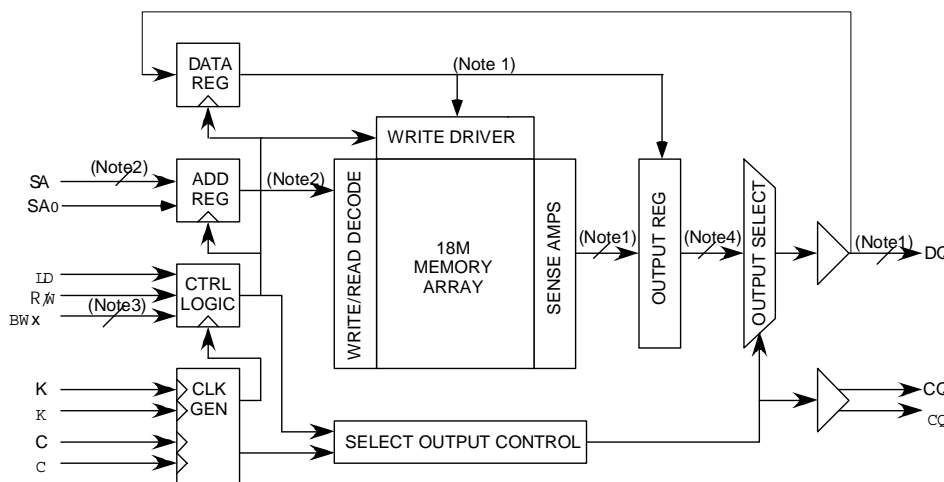 DATA
REG
(Note 1)
WRITE DRIVER
SA
(Note2)
SA0
ADD
REG
(Note2)
WRITE/READ DECODE
18M
MEMORY
ARRAY
SENSE AMPS
(Note1)
OUTPUT REG
(Note4)
OUTPUT SELECT
(Note1)
DQ
LD
R/W
BWx
(Note3)
CTRL
LOGIC
K
K
C
C
CLK
GEN
SELECT OUTPUT CONTROL
CQ
CQ